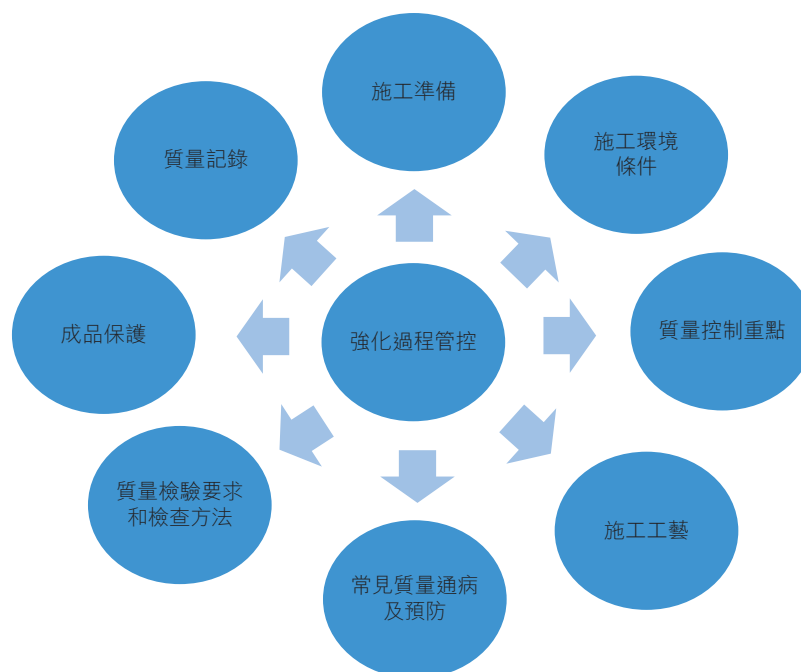 施工準備
施工環境
條件
質量記錄
質量控制重點
成品保護
強化過程管控
質量檢驗要求
和檢查方法
施工工藝
常見質量通病
及預防